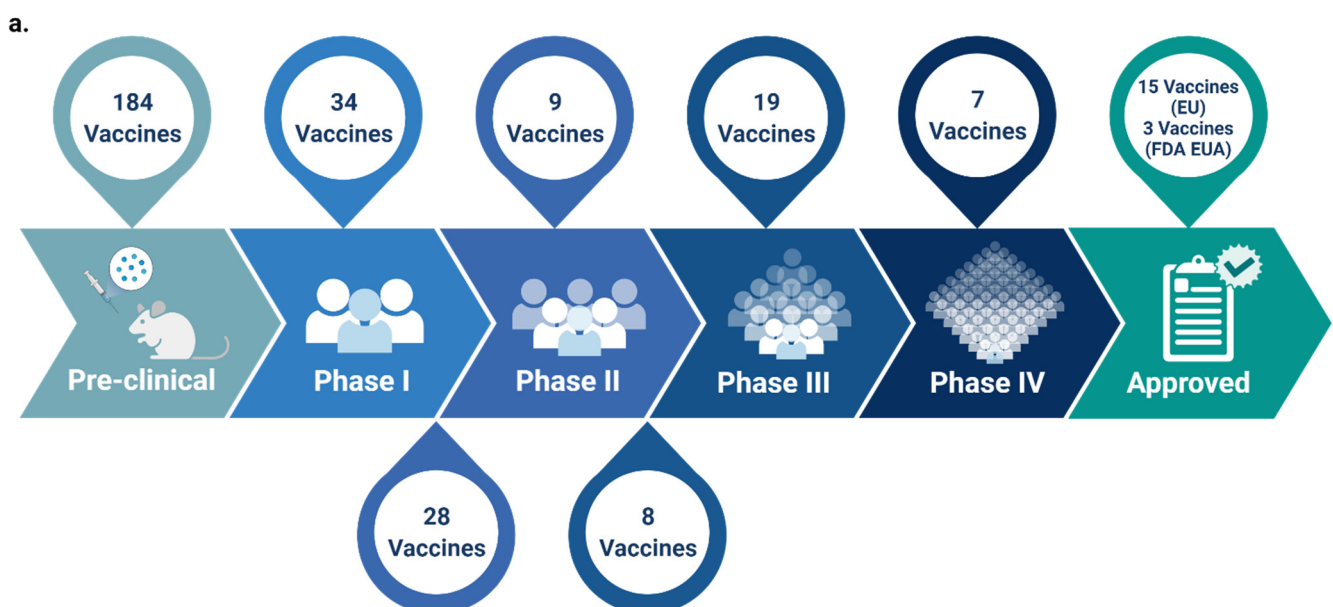 a.
184
Vaccines
34
Vaccines
9
Vaccines
19
Vaccines
7
Vaccines
15 Vaccines
(EU)
3 Vaccines
(FDA EUA)
Pre-clinical
Phase I
Phase II
Phase III
Phase IV
Approved
28
Vaccines
8
Vaccines